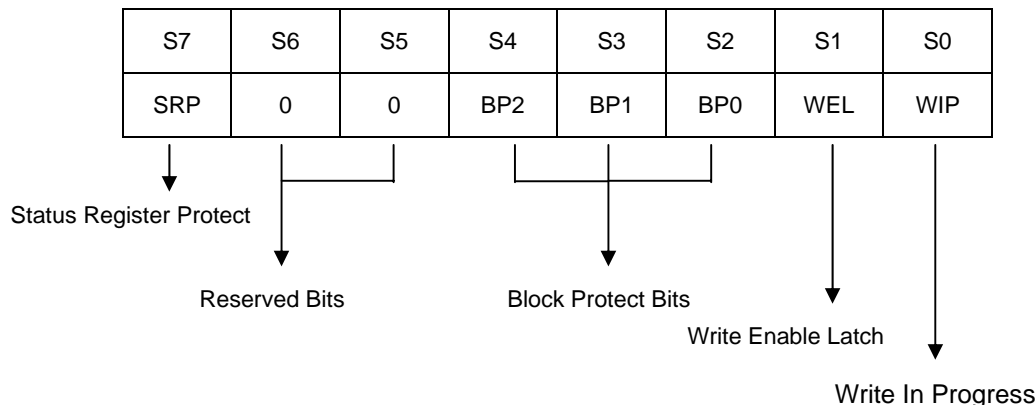 S7 S6 S5 S4 S3 S2 S1 S0
SRP 0 0 BP2 BP1 BP0 WEL WIP
Status Register Protect
Reserved Bits Block Protect Bits
Write Enable Latch
Write In Progress